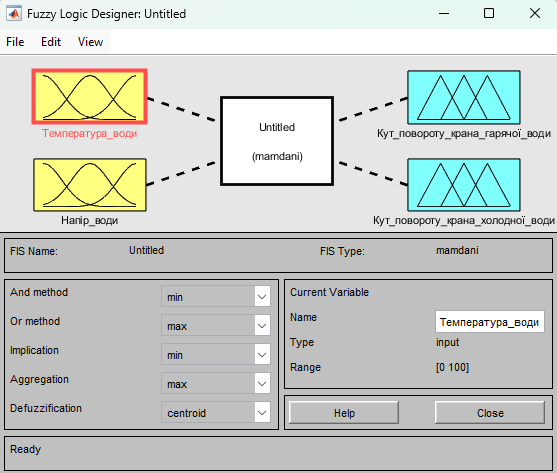 Fuzzy Logic Designer: Untitled
File Edit View
Температура_води
Напір_води
Untitled
(mamdani)
Кут_повороту_крана_гарячої_води
Кут_повороту_крана_холодної_води
FIS Name: Untitled FIS Type: mamdani
And method min
Or method max
Implication min
Aggregation max
Defuzzification centroid
Current Variable
Name Температура_води
Type input
Range [0 100]
Help Close
Ready